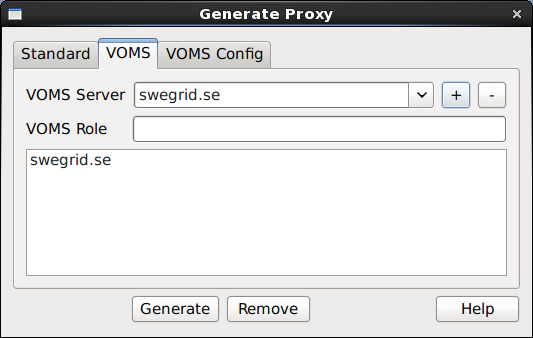 Generate Proxy
Standard VOMS VOMS Config
VOMS Server swegrid.se + -
VOMS Role
swegrid.se
Generate Remove Help